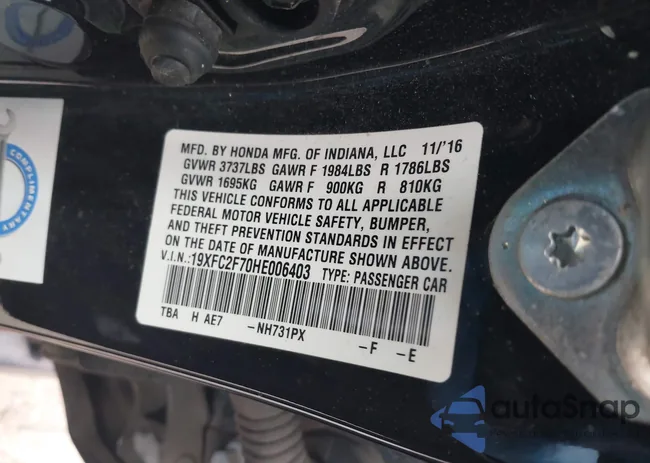 MFD. BY HONDA MFG. OF INDIANA, LLC 11/'16
GVWR 3737LBS GAWR F 1984LBS R 1786LBS
GVWR 1695KG GAWR F 900KG R 810KG
THIS VEHICLE CONFORMS TO ALL APPLICABLE
FEDERAL MOTOR VEHICLE SAFETY, BUMPER,
AND THEFT PREVENTION STANDARDS IN EFFECT
ON THE DATE OF MANUFACTURE SHOWN ABOVE.
V.I.N.:19XFC2F70HE006403 TYPE: PASSENGER CAR
TBA H AE7 -NH731PX -F -E
COMPLIMENTARY
autoSnap